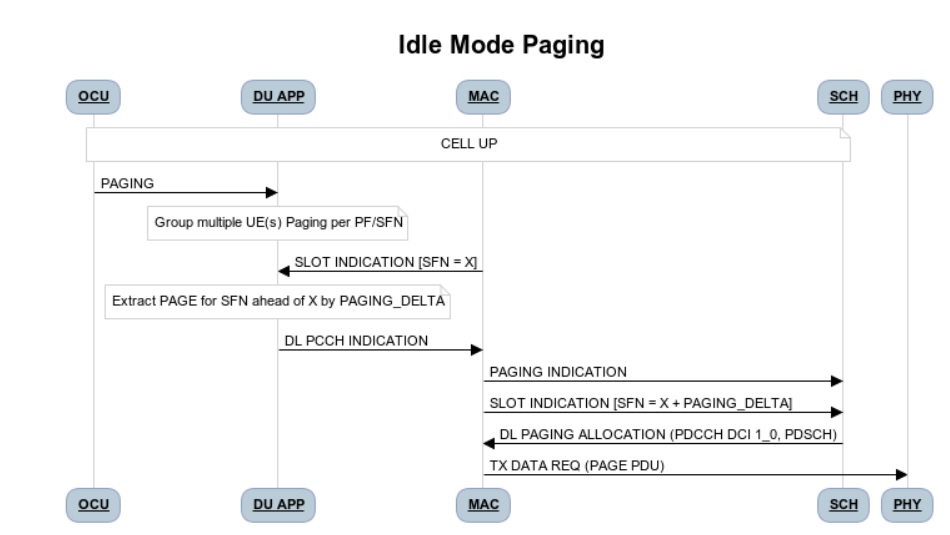 Idle Mode Paging
OCU DU APP MAC SCH PHY
CELL UP
PAGING
Group multiple UE(s) Paging per PF/SFN
SLOT INDICATION [SFN = X]
Extract PAGE for SFN ahead of X by PAGING_DELTA
DL PCCH INDICATION
PAGING INDICATION
SLOT INDICATION [SFN = X + PAGING_DELTA]
DL PAGING ALLOCATION (PDCCH DCI 1_0, PDSCH)
TX DATA REQ (PAGE PDU)
OCU DU APP MAC SCH PHY